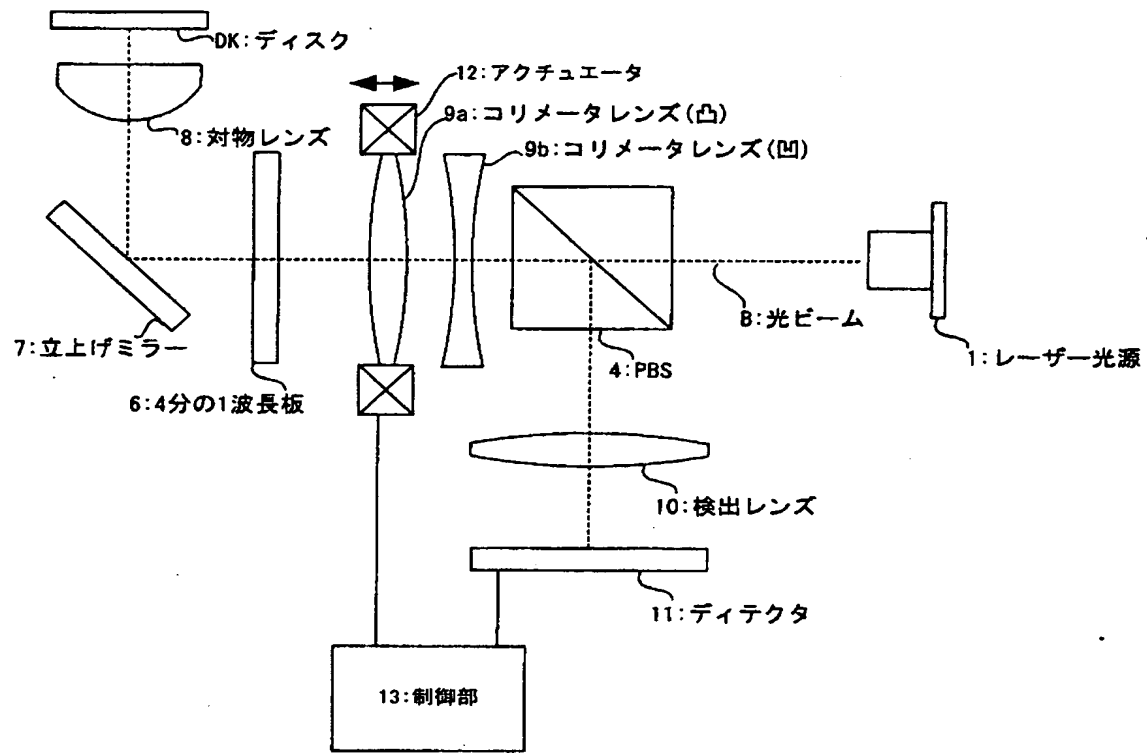 DK:ディスク
12:アクチュエータ
9a:コリメータレンズ(凸)
8:対物レンズ
9b:コリメータレンズ(凹)
B:光ビーム
7:立上げミラー
4:PBS
1:レーザー光源
6:4分の1波長板
10:検出レンズ
11:ディテクタ
13:制御部